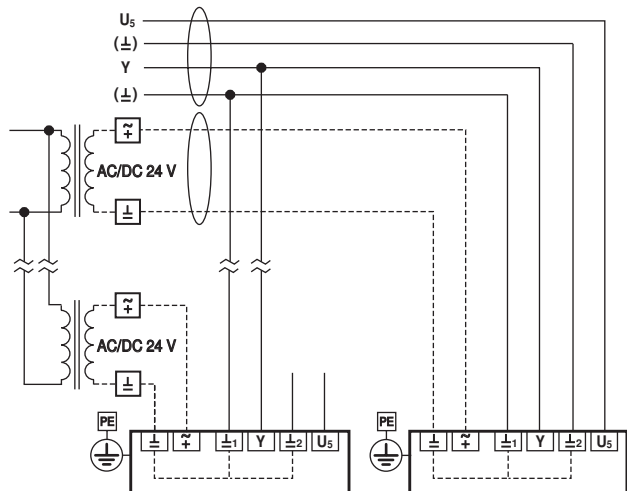 U₅
(⊥)
Y
(⊥)
~
+
AC/DC 24 V
⊥
~
+
AC/DC 24 V
⊥
PE
PE
⊥ ~+ ⊥1 Y ⊥2 U₅
⊥ ~+ ⊥1 Y ⊥2 U₅